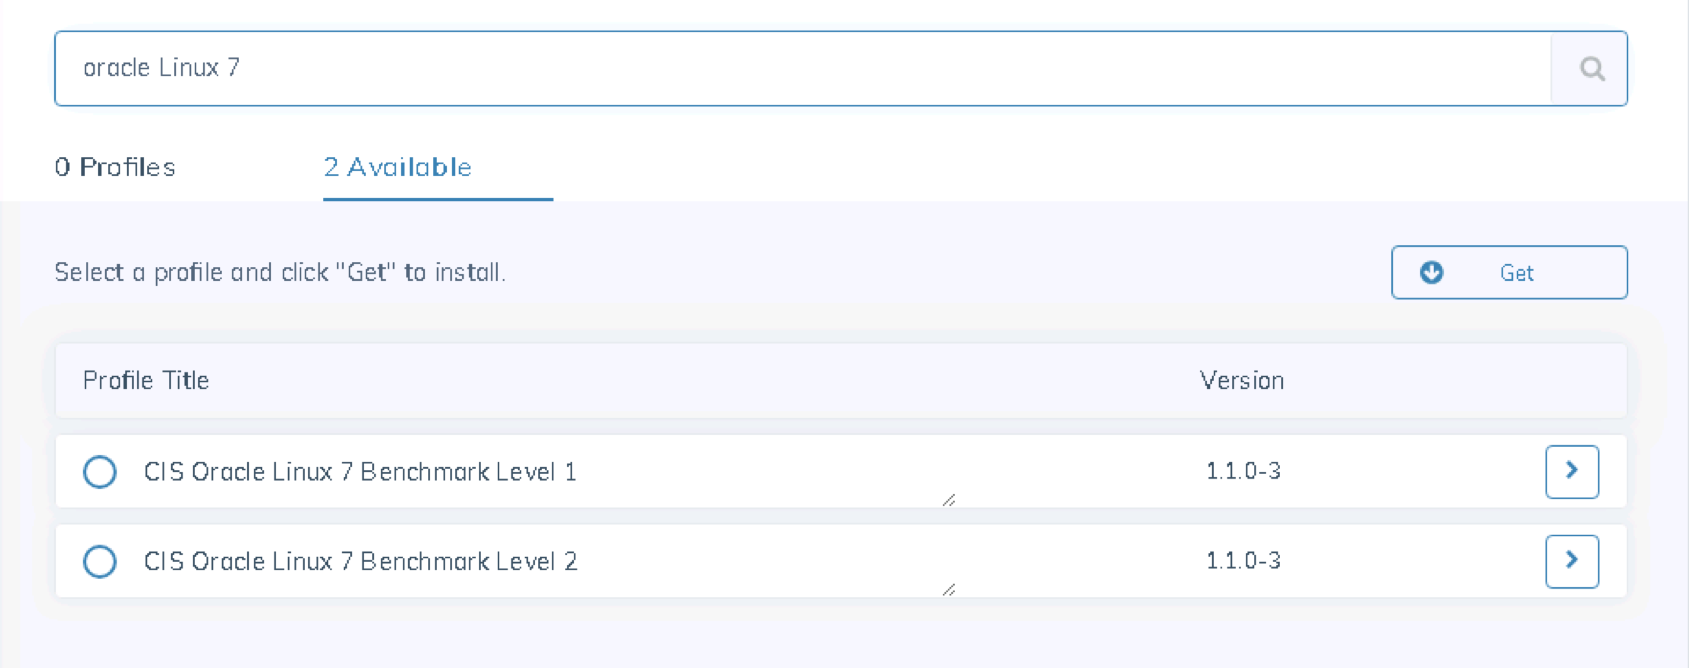 oracle Linux 7
0 Profiles 2 Available
Select a profile and click "Get" to install.
Get
Profile Title Version
CIS Oracle Linux 7 Benchmark Level 1 1.1.0-3
CIS Oracle Linux 7 Benchmark Level 2 1.1.0-3